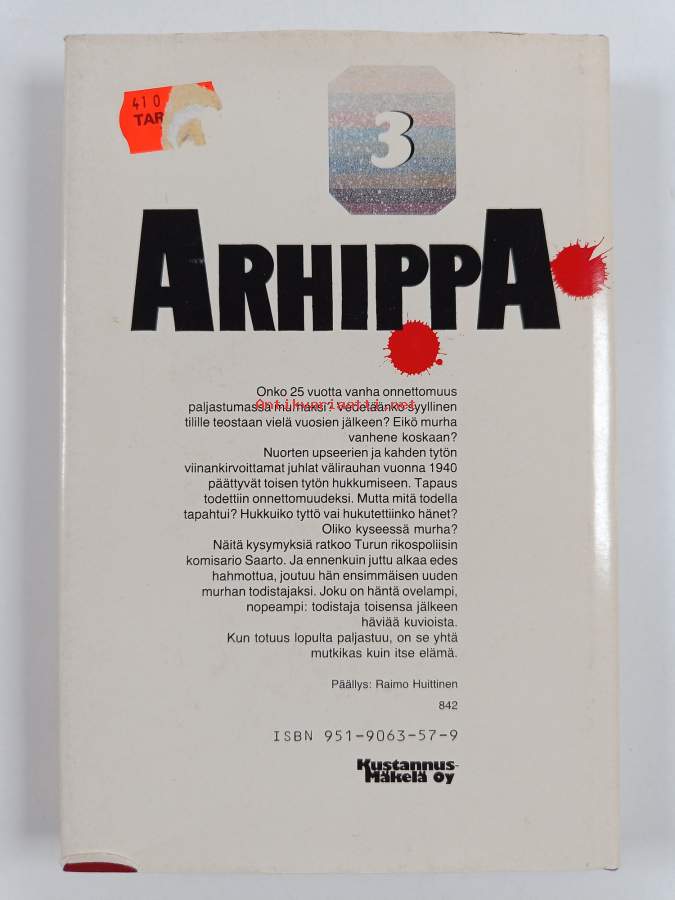 410
TAR
3
ARHIPPA
Onko 25 vuotta vanha onnettomuus
paljastumassa murhaksi? Vedetäänkö syyllinen
Antikvariaatti.net
tilille teostaan vielä vuosien jälkeen? Eikö murha
vanhene koskaan?
Nuorten upseerien ja kahden tytön
viinankirvoittamat juhlat välirauhan vuonna 1940
päättyvät toisen tytön hukkumiseen. Tapaus
todettiin onnettomuudeksi. Mutta mitä todella
tapahtui? Hukkuiko tyttö vai hukutettiinko hänet?
Oliko kyseessä murha?
Näitä kysymyksiä ratkoo Turun rikospoliisin
komisario Saarto. Ja ennenkuin juttu alkaa edes
hahmottua, joutuu hän ensimmäisen uuden
murhan todistajaksi. Joku on häntä ovelampi,
nopeampi: todistaja toisensa jälkeen
häviää kuvioista.
Kun totuus lopulta paljastuu, on se yhtä
mutkikas kuin itse elämä.
Päällys: Raimo Huittinen
842
ISBN 951-9063-57-9
Kustannus-
Mäkelä Oy